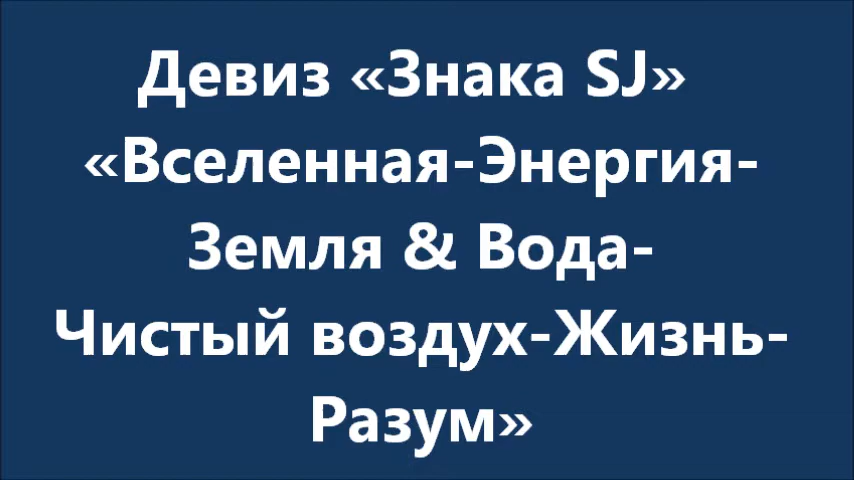 Девиз «Знака SJ»
«Вселенная-Энергия-
Земля & Вода-
Чистый воздух-Жизнь-
Разум»